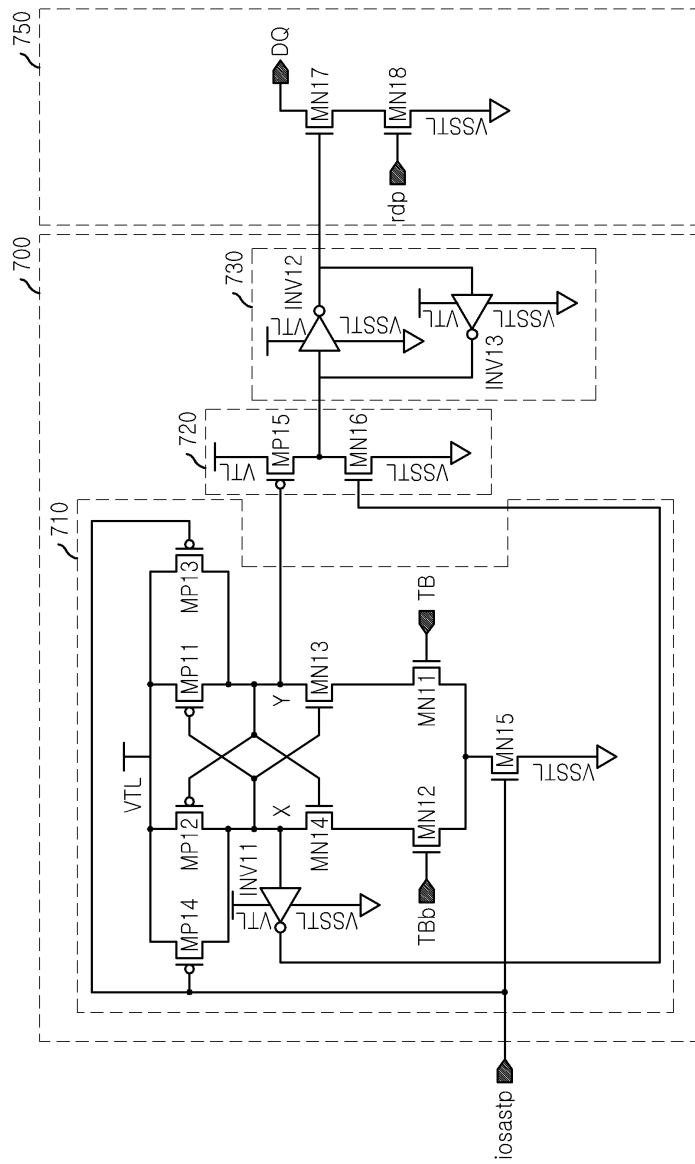 750
DQ
MN17
MN18
rdp
VSSTL
700
730
INV12
VTL
VSSTL
VTL
VSSTL
INV13
720
VTL
MP15
MN16
VSSTL
710
MP13
MP11
VTL
MP12
MP14
Y
X
MN13
MN14
INV11
VTL
VSSTL
TB
MN11
MN12
TBb
MN15
VSSTL
iosastp